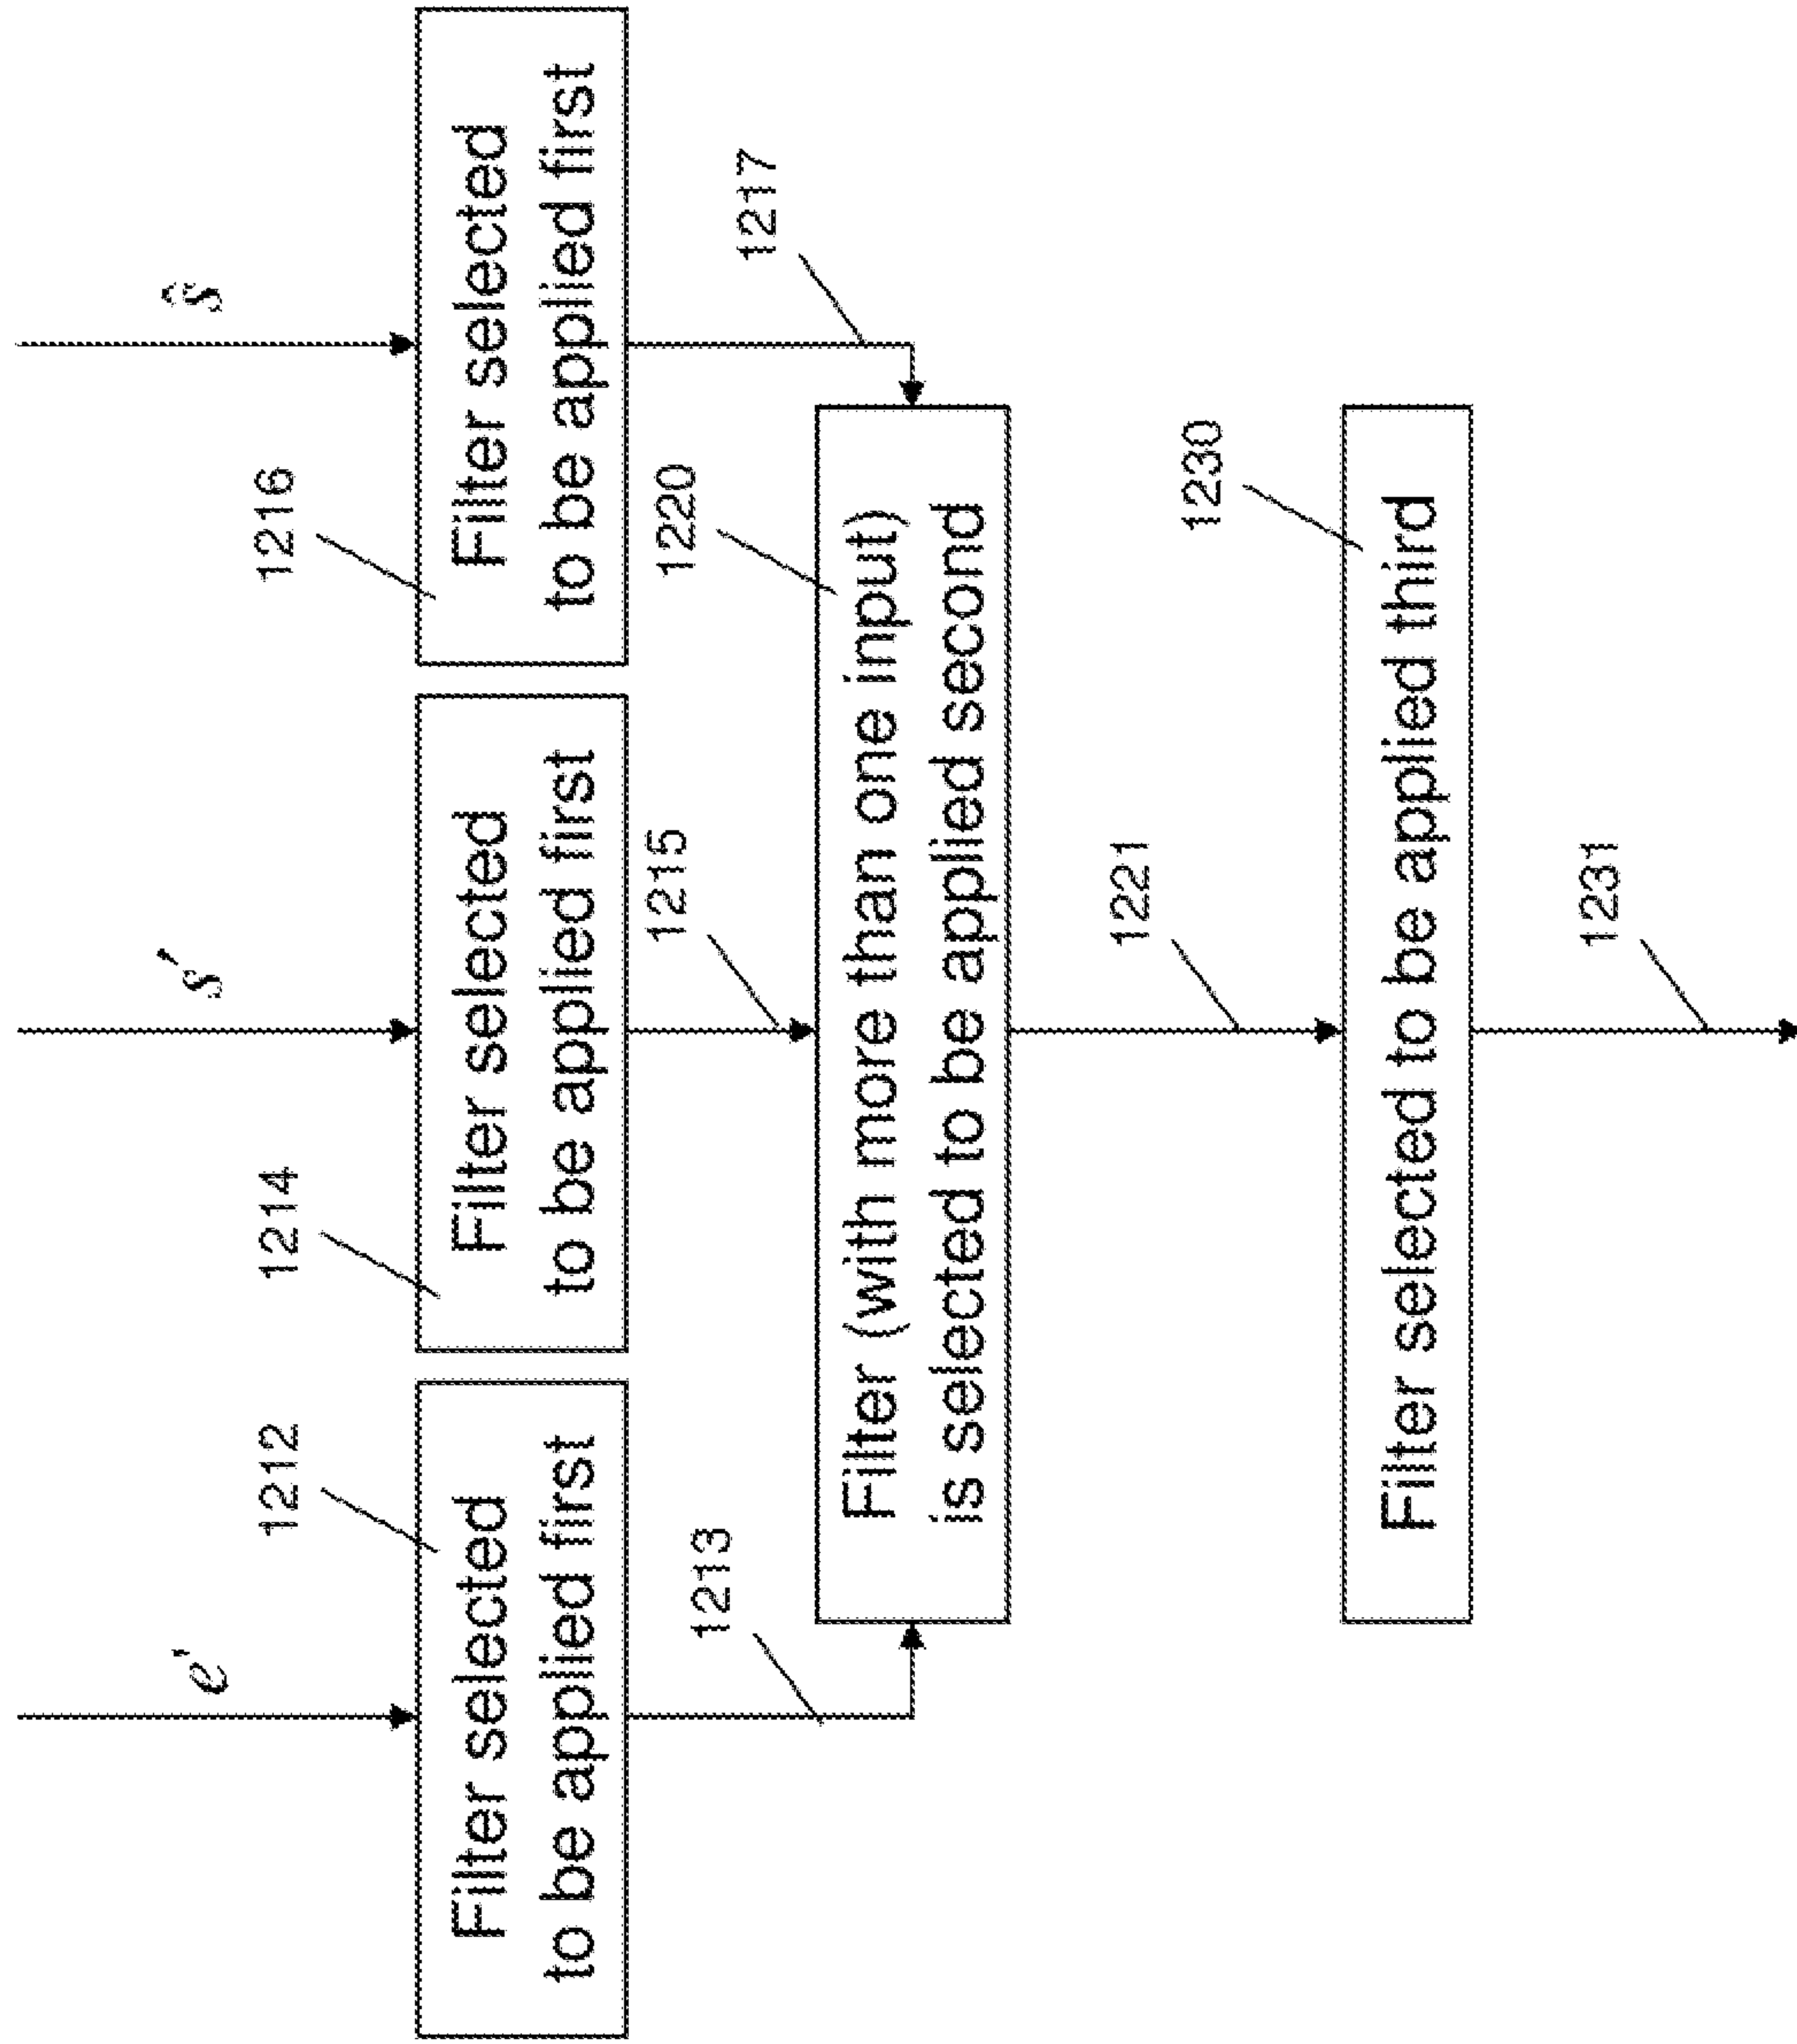 e'
s'
ŝ
1212
1214
1216
Filter selected
to be applied first
Filter selected
to be applied first
Filter selected
to be applied first
1213
1215
1217
1220
Filter (with more than one input)
is selected to be applied second
1221
1230
Filter selected to be applied third
1231